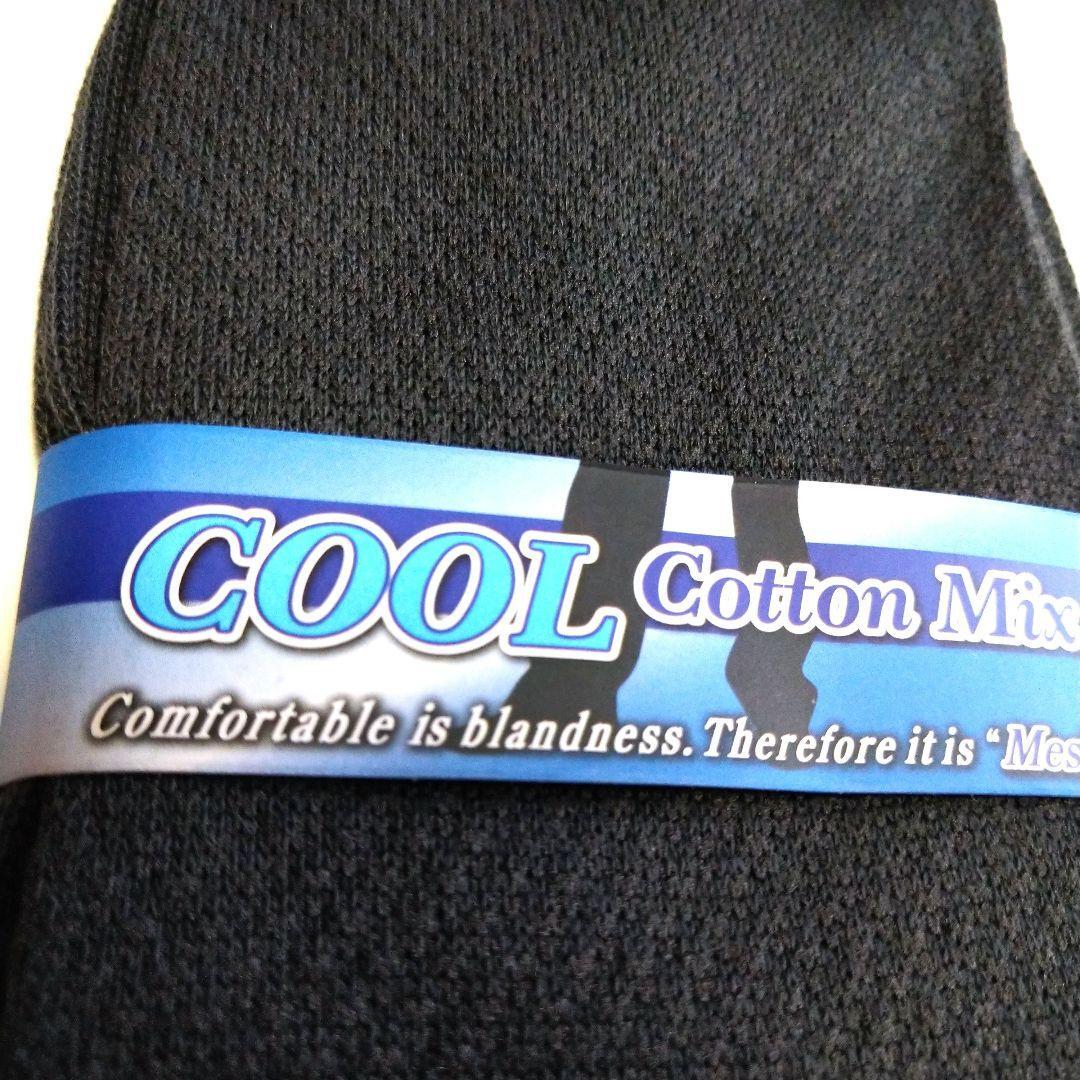 COOL Cotton Mix
Comfortable is blandness. Therefore it is “Mes